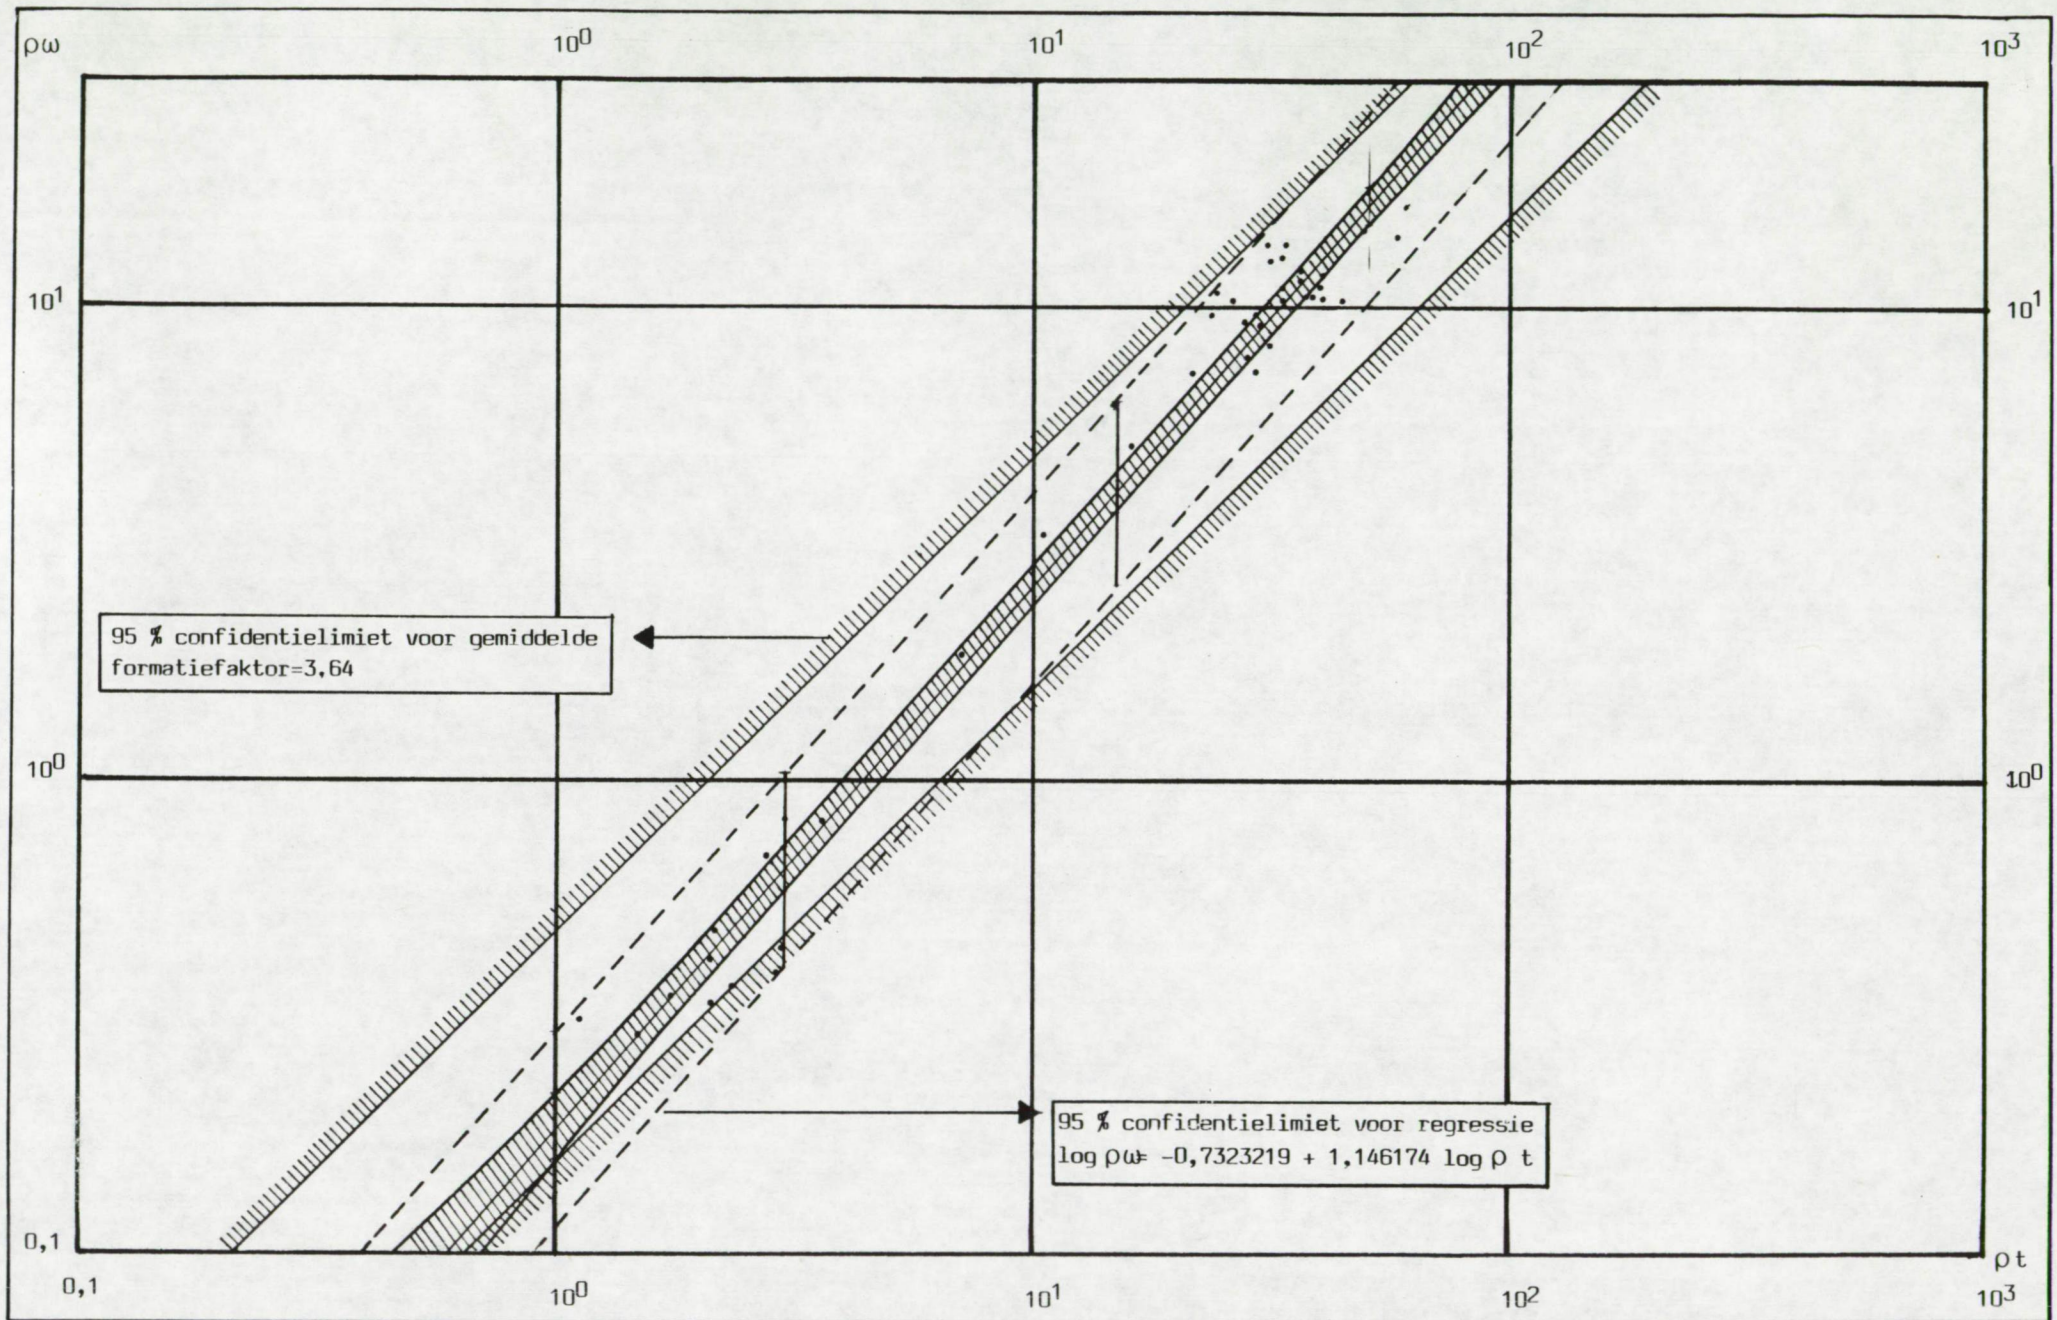 ρω 10⁰ 10¹ 10² 10³
10¹ 10¹
95 % confidentielimiet voor gemiddelde
formatiefaktor=3,64
10⁰ 10⁰
95 % confidentielimiet voor regressie
log ρω= -0,7323219 + 1,146174 log ρ t
0,1 ρt
0,1 10⁰ 10¹ 10² 10³